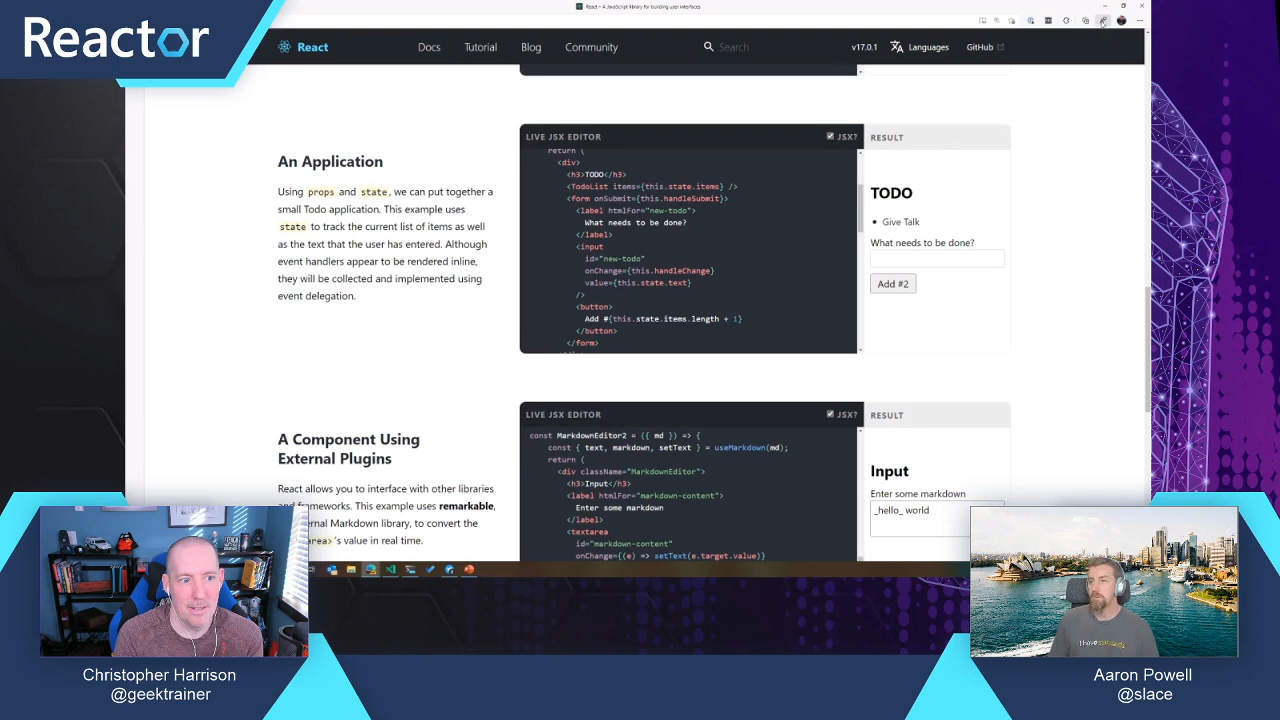 Reactor
React – A JavaScript library for building user interfaces
React
Docs
Tutorial
Blog
Community
Search
v17.0.1
Languages
GitHub
An Application
Using props and state, we can put together a
small Todo application. This example uses
state to track the current list of items as well
as the text that the user has entered. Although
event handlers appear to be rendered inline,
they will be collected and implemented using
event delegation.
LIVE JSX EDITOR
JSX?
return (
<div>
<h3>TODO</h3>
<TodoList items={this.state.items} />
<form onSubmit={this.handleSubmit}>
<label htmlFor="new-todo">
What needs to be done?
</label>
<input
id="new-todo"
onChange={this.handleChange}
value={this.state.text}
/>
<button>
Add #{this.state.items.length + 1}
</button>
</form>
RESULT
TODO
Give Talk
What needs to be done?
Add #2
A Component Using
External Plugins
React allows you to interface with other libraries
and frameworks. This example uses remarkable,
Markdown library, to convert the
's value in real time.
LIVE JSX EDITOR
JSX?
const MarkdownEditor2 = ({ md }) => {
const { text, markdown, setText } = useMarkdown(md);
return (
<div className="MarkdownEditor">
<h3>Input</h3>
<label htmlFor="markdown-content">
Enter some markdown
</label>
<textarea
id="markdown-content"
onChange={(e) => setText(e.target.value)}
RESULT
Input
Enter some markdown
_hello_ world
Christopher Harrison
@geektrainer
Aaron Powell
@slace